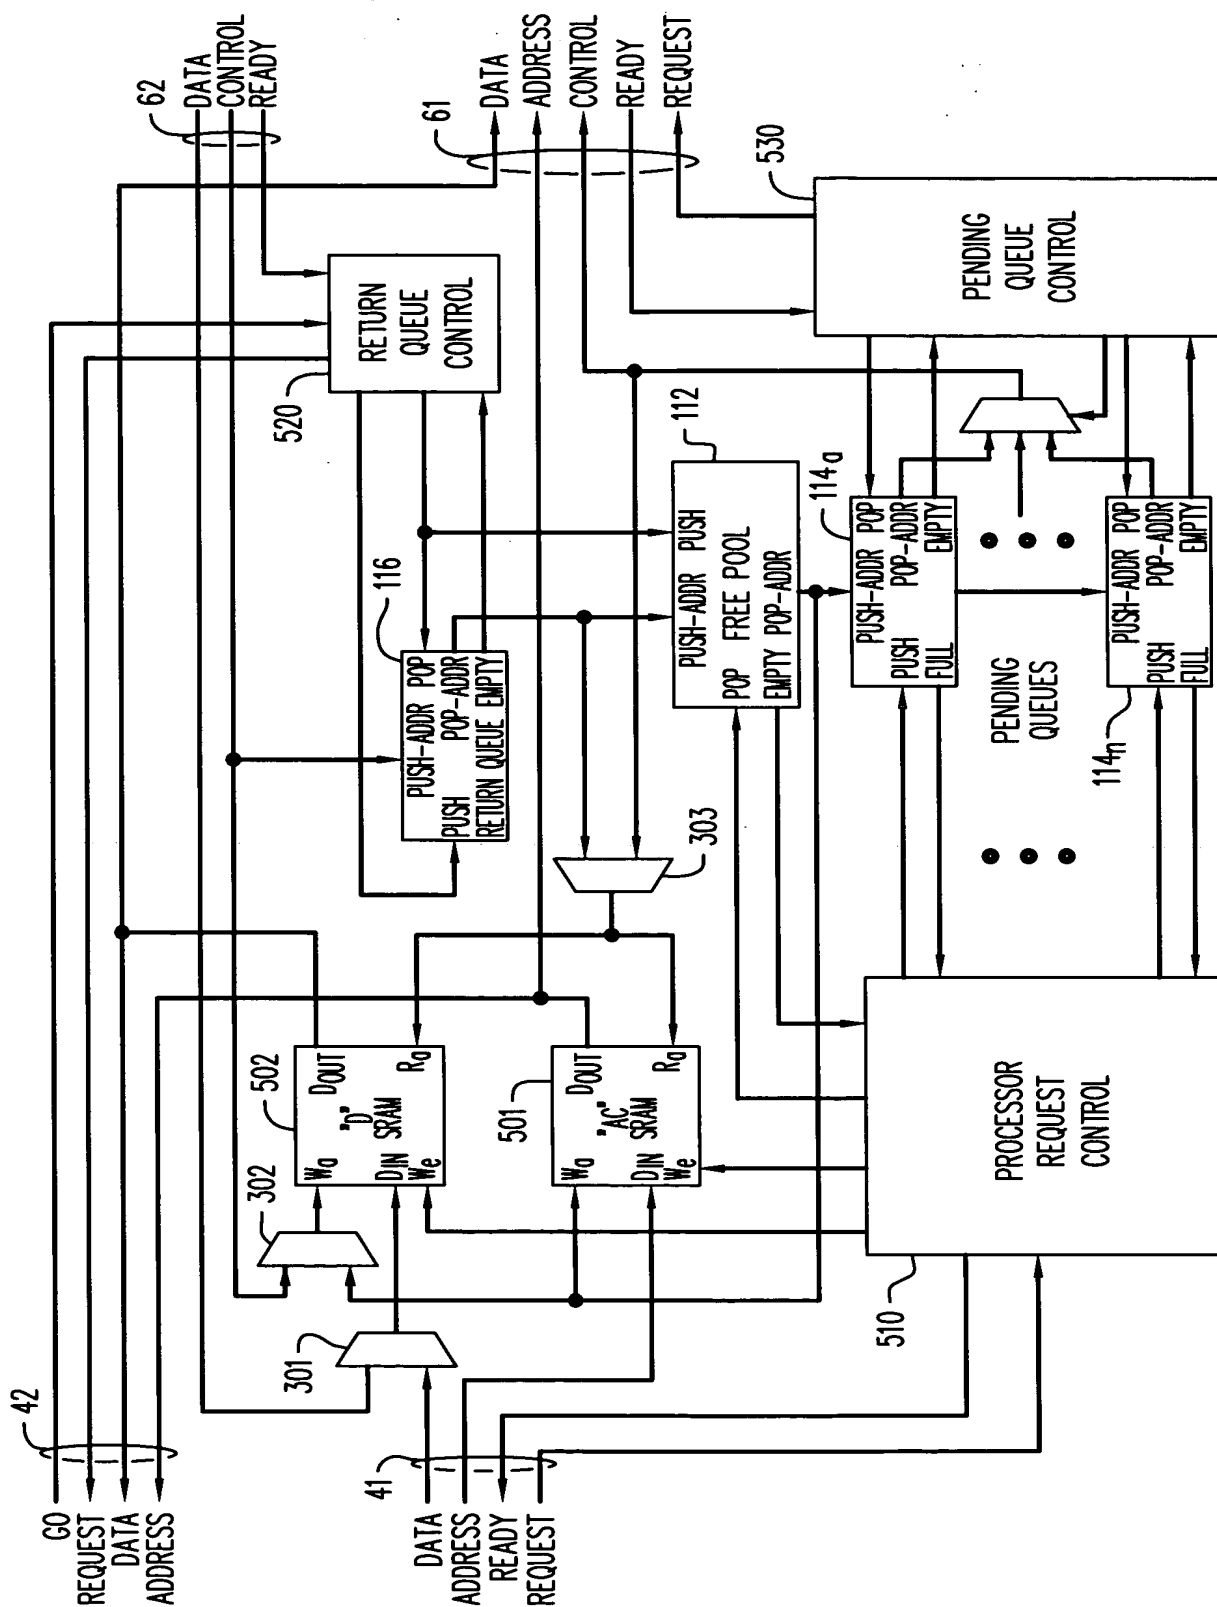 GO
REQUEST
DATA
ADDRESS
42
DATA
ADDRESS
READY
REQUEST
41
301
302
502
Wa
DOUT
"D"
SRAM
DIN
We
Ra
501
Wa
DOUT
"AC"
SRAM
DIN
We
Ra
510
PROCESSOR
REQUEST
CONTROL
303
116
PUSH-ADDR POP
PUSH POP-ADDR
RETURN QUEUE EMPTY
520
RETURN
QUEUE
CONTROL
112
PUSH-ADDR PUSH
POP FREE POOL
EMPTY POP-ADDR
114a
PUSH-ADDR POP
PUSH POP-ADDR
FULL EMPTY
PENDING
QUEUES
114n
PUSH-ADDR POP
PUSH POP-ADDR
FULL EMPTY
530
PENDING
QUEUE
CONTROL
62
DATA
CONTROL
READY
61
DATA
ADDRESS
CONTROL
READY
REQUEST